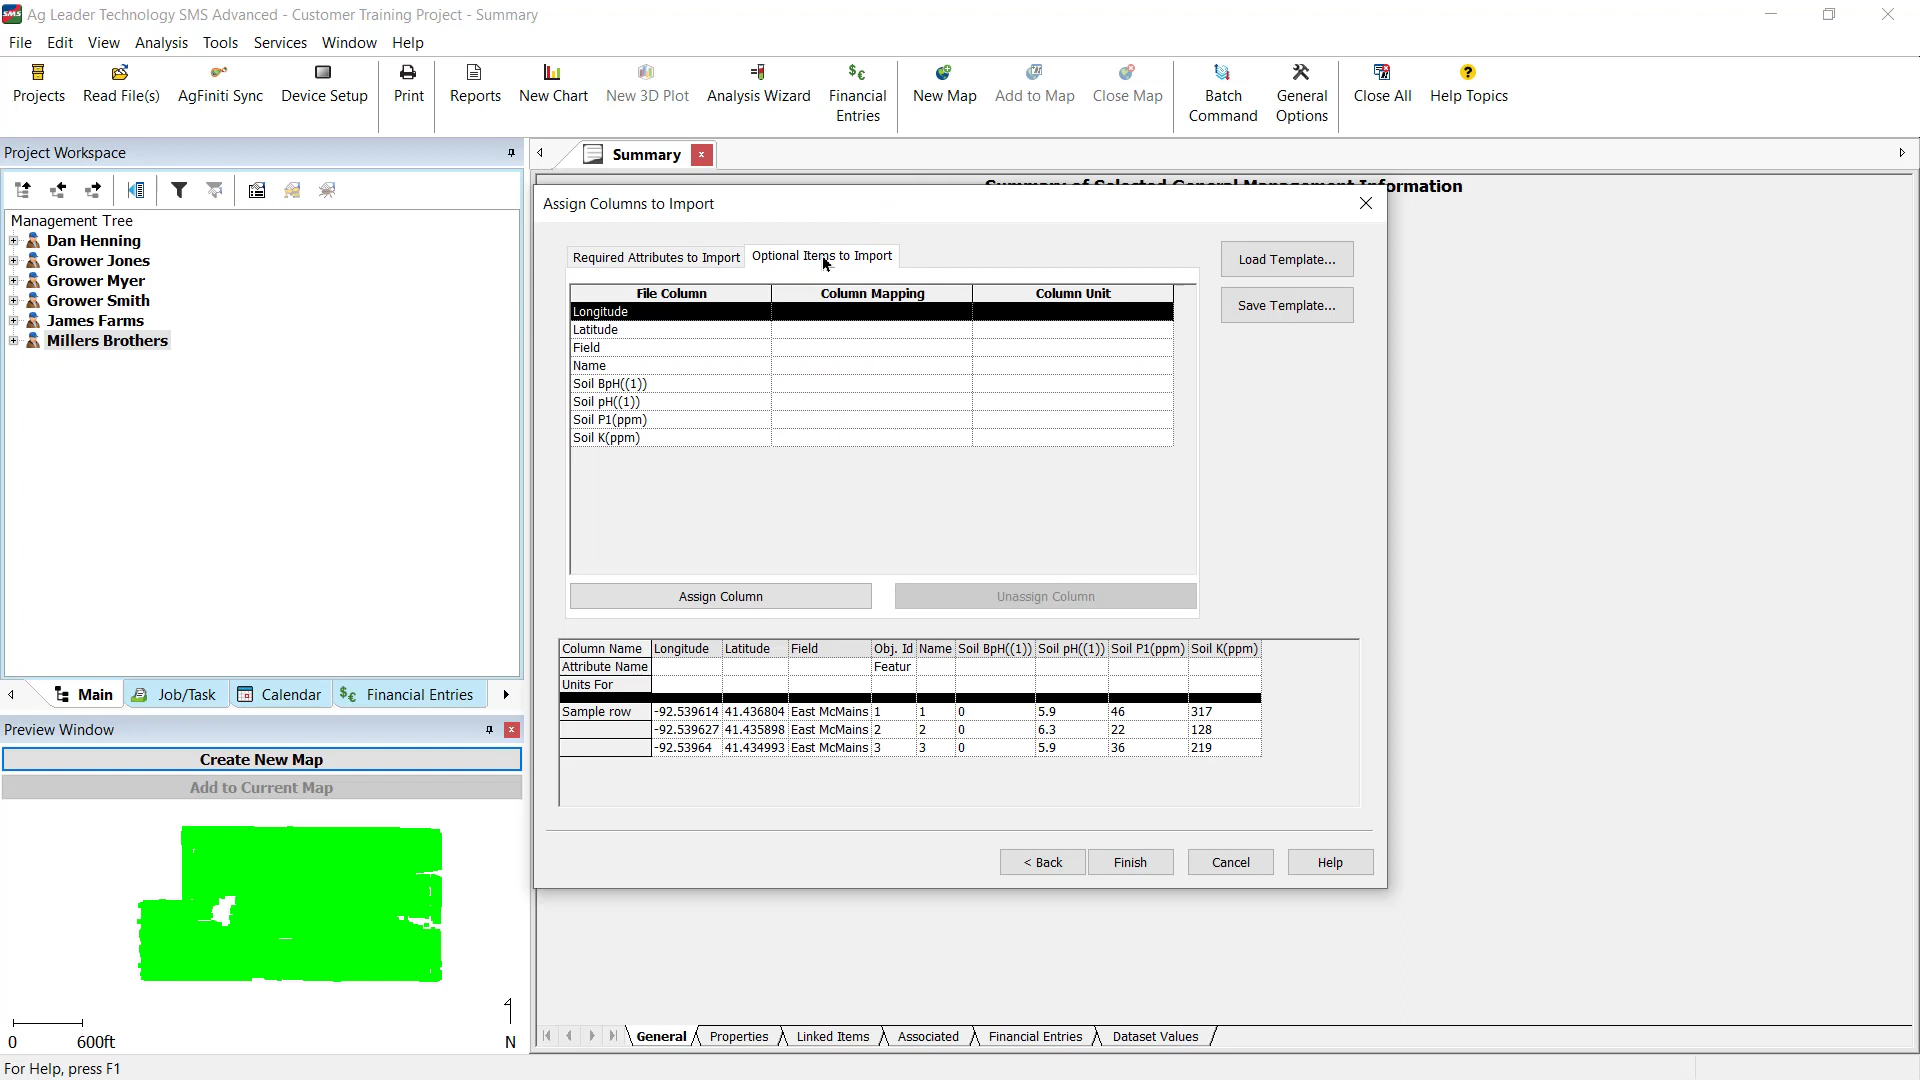 Ag Leader Technology SMS Advanced - Customer Training Project - Summary
File Edit View Analysis Tools Services Window Help
Projects Read File(s) AgFiniti Sync Device Setup Print Reports New Chart New 3D Plot Analysis Wizard Financial Entries New Map Add to Map Close Map Batch Command General Options Close All Help Topics
Project Workspace
Summary
Summary of Selected General Management Information
Management Tree
Dan Henning
Grower Jones
Grower Myer
Grower Smith
James Farms
Millers Brothers
Main Job/Task Calendar Financial Entries
Preview Window
Create New Map
Add to Current Map
0 600ft N
Assign Columns to Import
Required Attributes to Import Optional Items to Import
Load Template...
Save Template...
File Column Column Mapping Column Unit
Longitude
Latitude
Field
Name
Soil BpH((1))
Soil pH((1))
Soil P1(ppm)
Soil K(ppm)
Assign Column Unassign Column
Column Name Longitude Latitude Field Obj. Id Name Soil BpH((1)) Soil pH((1)) Soil P1(ppm) Soil K(ppm)
Attribute Name Featur
Units For
Sample row -92.539614 41.436804 East McMains 1 1 0 5.9 46 317
-92.539627 41.435898 East McMains 2 2 0 6.3 22 128
-92.53964 41.434993 East McMains 3 3 0 5.9 36 219
< Back Finish Cancel Help
General Properties Linked Items Associated Financial Entries Dataset Values
For Help, press F1